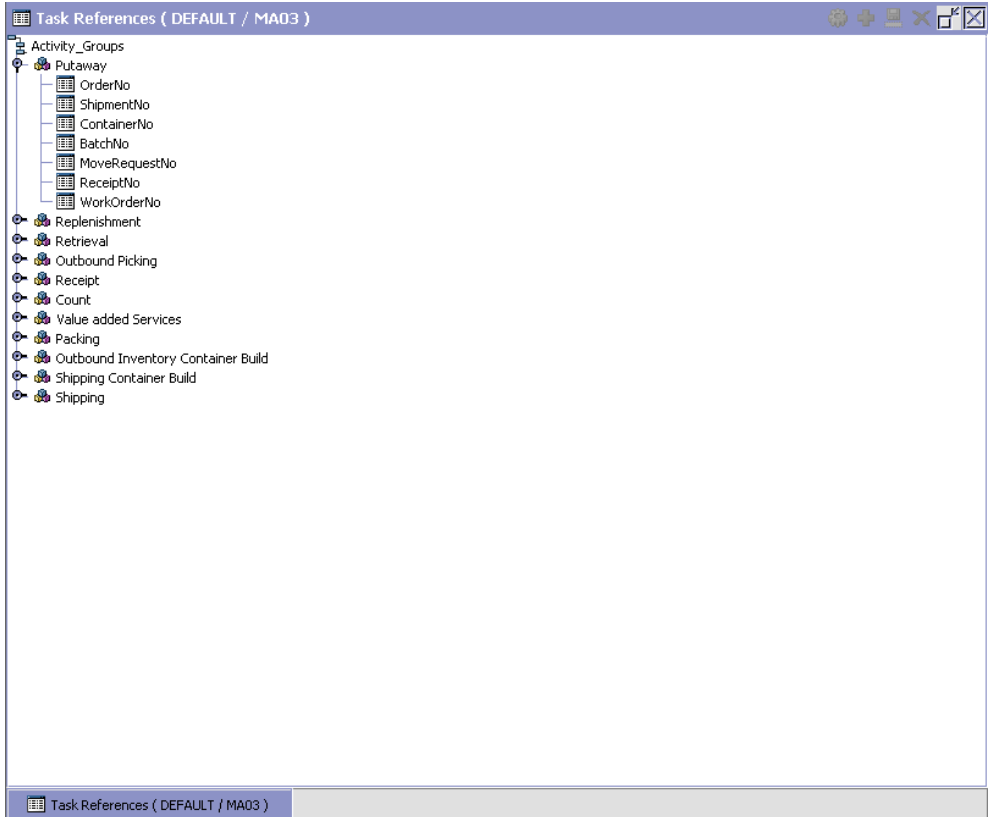 Task References ( DEFAULT / MA03 )
Activity_Groups
Putaway
OrderNo
ShipmentNo
ContainerNo
BatchNo
MoveRequestNo
ReceiptNo
WorkOrderNo
Replenishment
Retrieval
Outbound Picking
Receipt
Count
Value added Services
Packing
Outbound Inventory Container Build
Shipping Container Build
Shipping
Task References ( DEFAULT / MA03 )